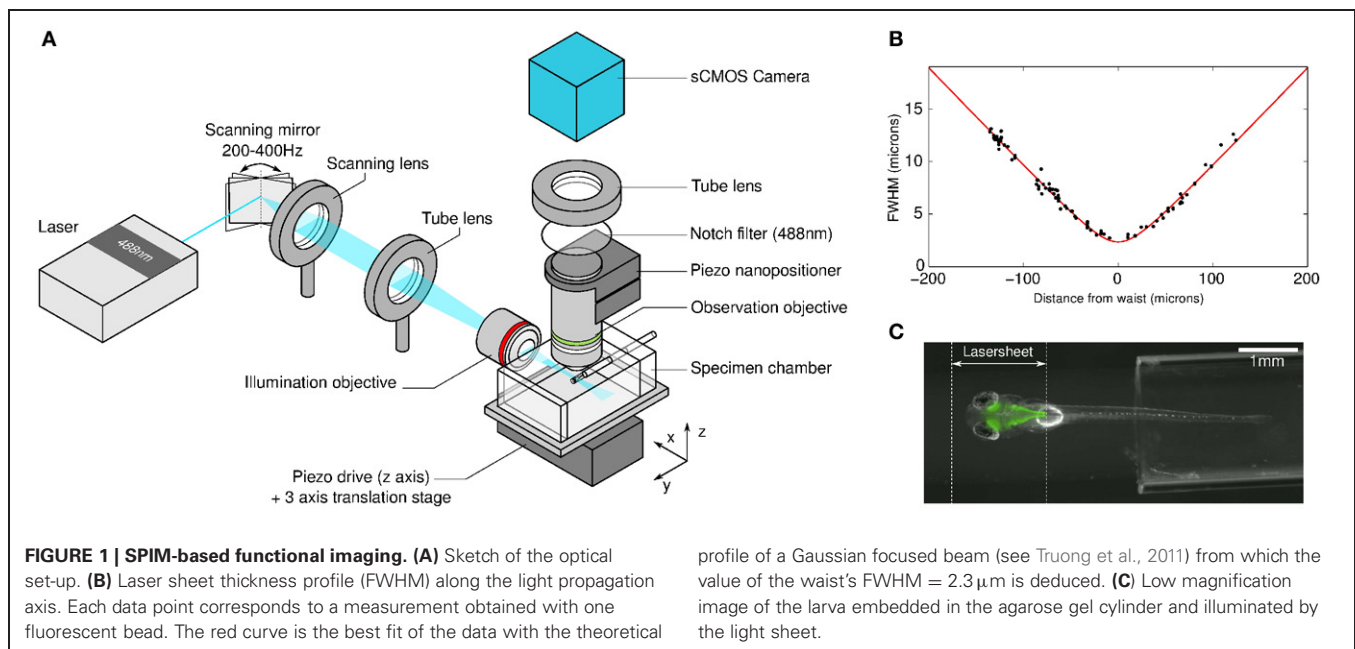 A
sCMOS Camera
Scanning mirror
200-400Hz
Scanning lens
Tube lens
Laser
488nm
Tube lens
Notch filter (488nm)
Piezo nanopositioner
Observation objective
Illumination objective
Specimen chamber
x
z
y
Piezo drive (z axis)
+ 3 axis translation stage
B
FWHM (microns)
15
10
5
0
−200
−100
0
100
200
Distance from waist (microns)
C
Lasersheet
1mm
FIGURE 1 | SPIM-based functional imaging. (A) Sketch of the optical
set-up. (B) Laser sheet thickness profile (FWHM) along the light propagation
axis. Each data point corresponds to a measurement obtained with one
fluorescent bead. The red curve is the best fit of the data with the theoretical
profile of a Gaussian focused beam (see Truong et al., 2011) from which the
value of the waist's FWHM = 2.3 μm is deduced. (C) Low magnification
image of the larva embedded in the agarose gel cylinder and illuminated by
the light sheet.